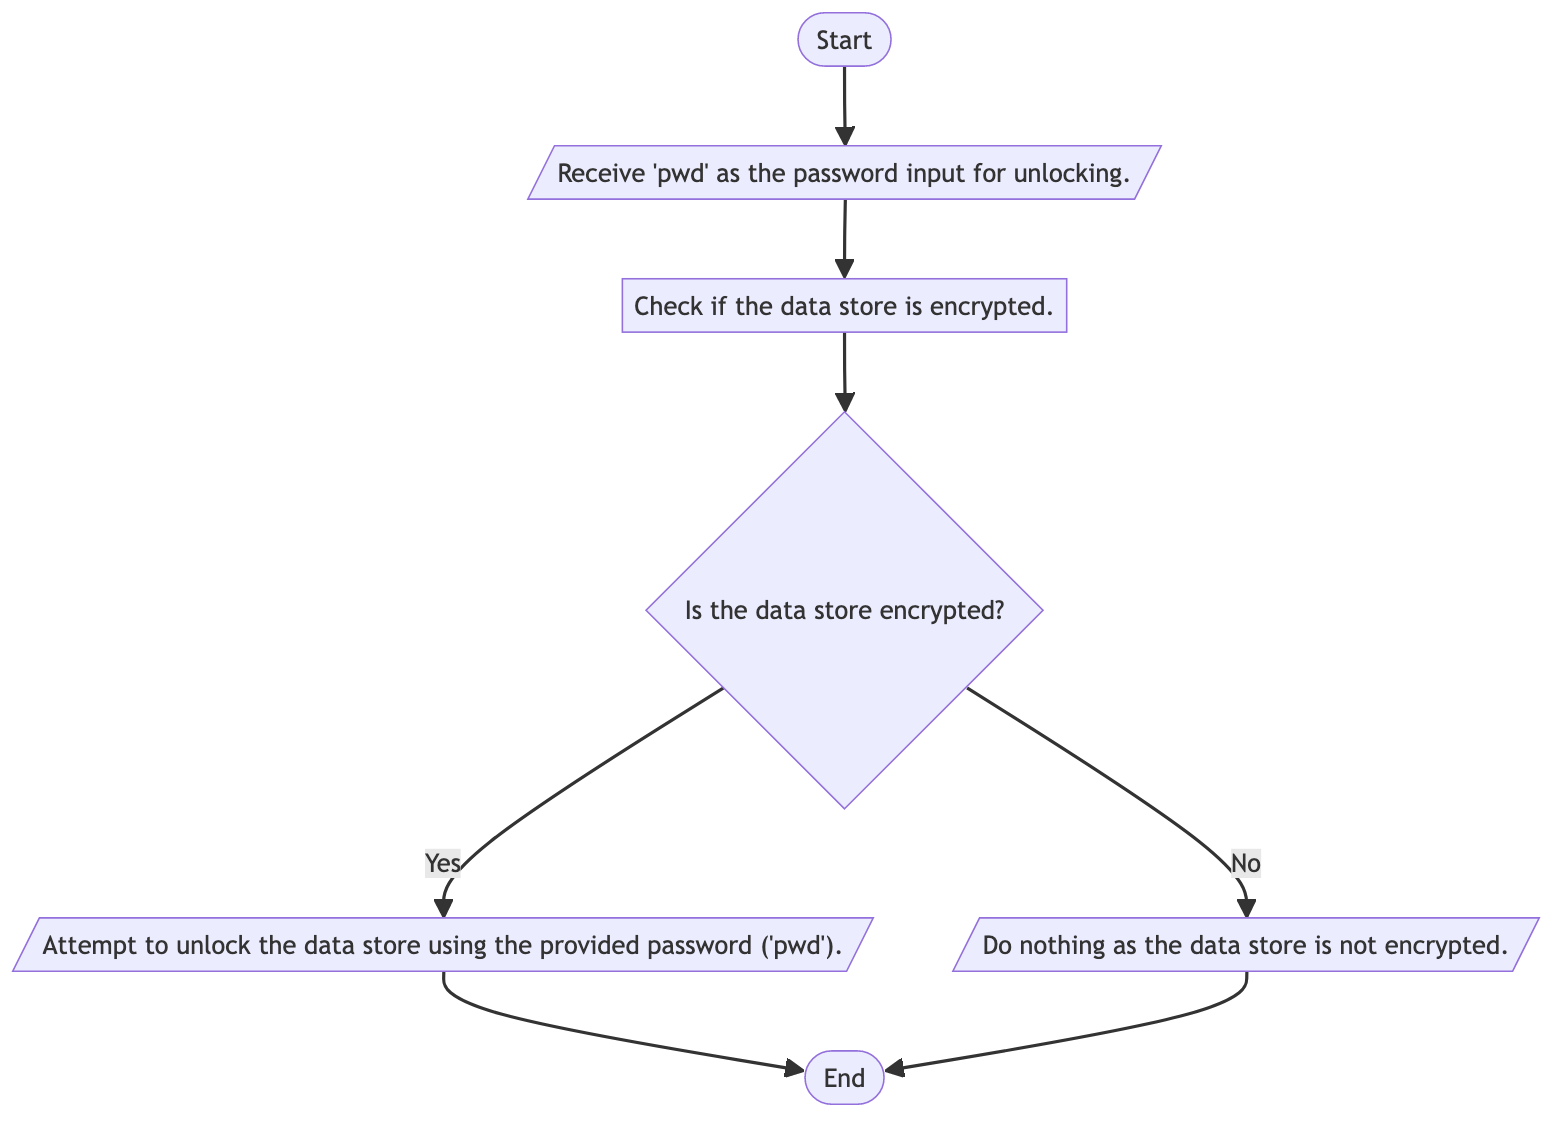 Start
Receive 'pwd' as the password input for unlocking.
Check if the data store is encrypted.
Is the data store encrypted?
Yes
No
Attempt to unlock the data store using the provided password ('pwd').
Do nothing as the data store is not encrypted.
End